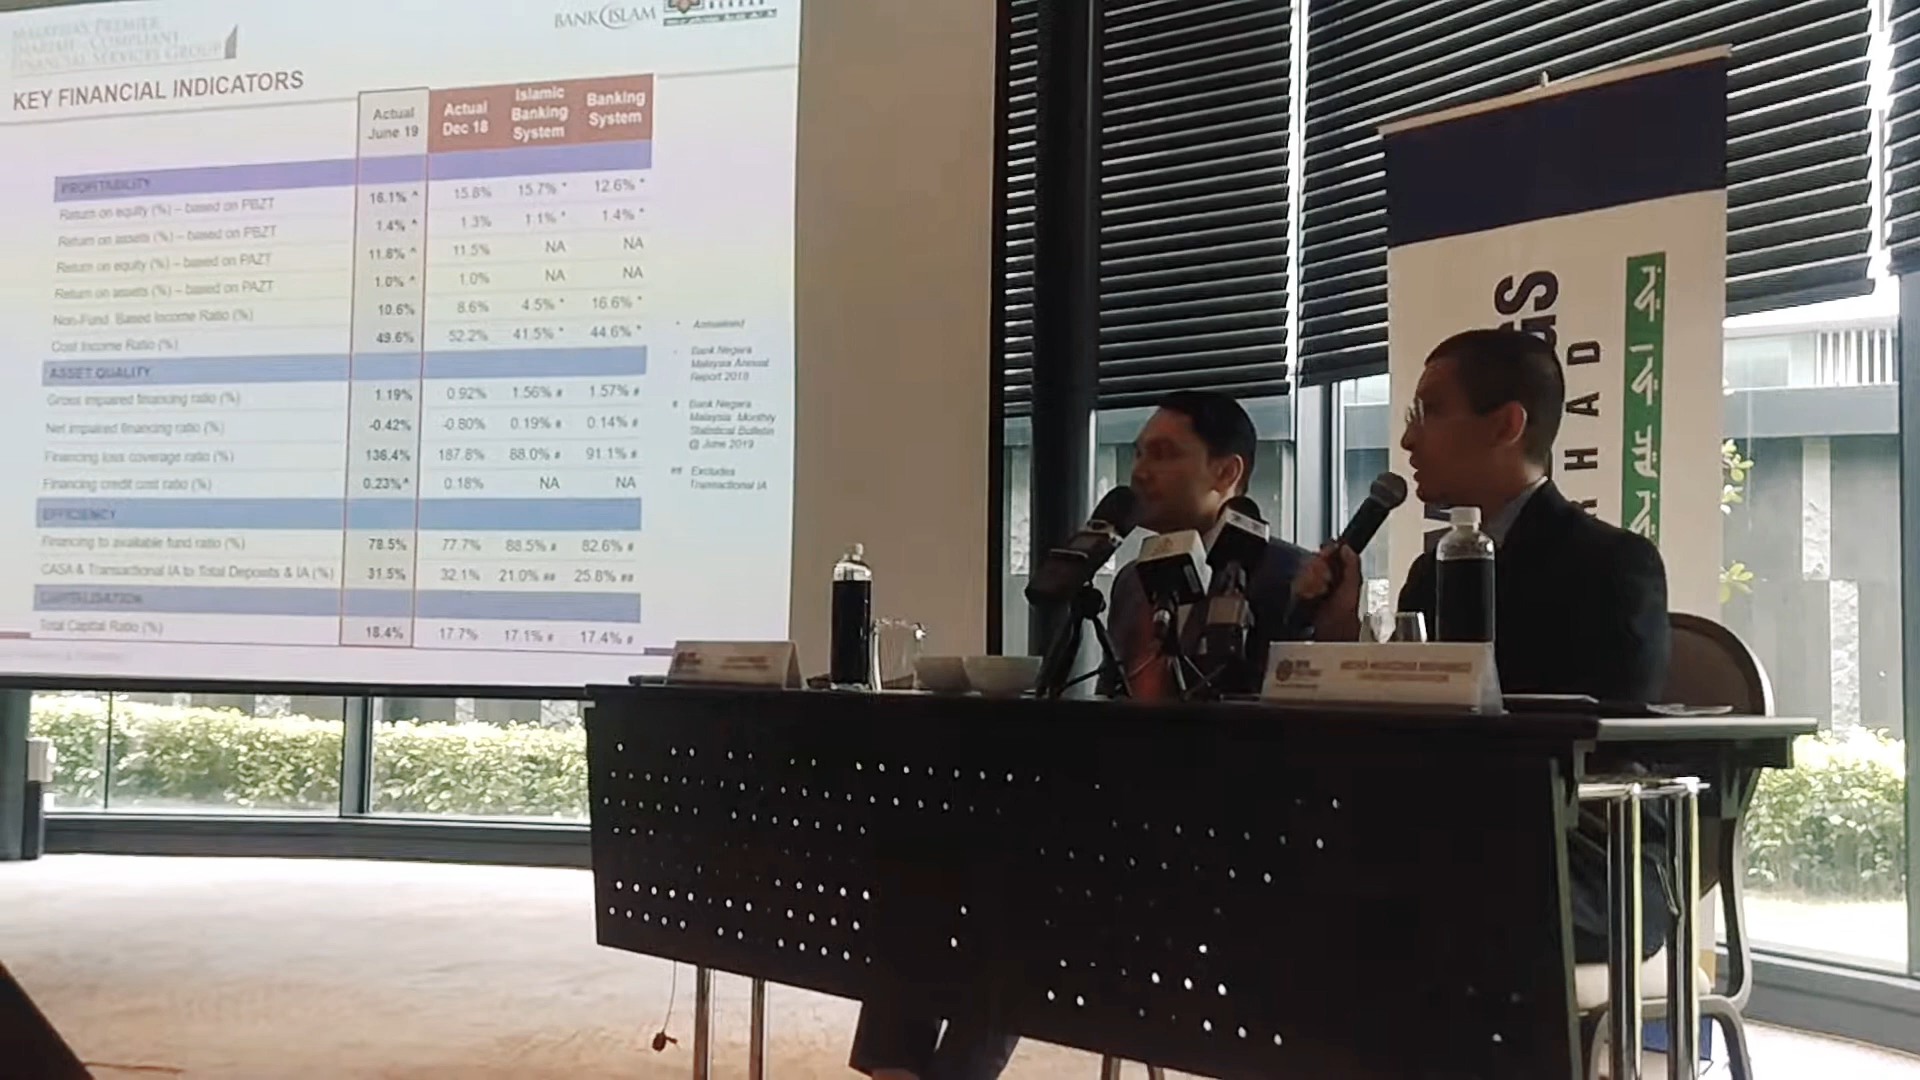 MALAYSIA'S PREMIER
SHARIAH - COMPLIANT
FINANCIAL SERVICES GROUP
BANK ISLAM
KEY FINANCIAL INDICATORS
Actual June 19
Actual Dec 18
Islamic Banking System
Banking System
PROFITABILITY
Return on equity (%) – based on PBZT 16.1% ^ 15.8% 15.7% * 12.6% *
Return on assets (%) – based on PBZT 1.4% ^ 1.3% 1.1% * 1.4% *
Return on equity (%) – based on PAZT 11.8% ^ 11.5% NA NA
Return on assets (%) – based on PAZT 1.0% ^ 1.0% NA NA
Non-Fund Based Income Ratio (%) 10.6% 8.6% 4.5% * 16.6% *
Cost Income Ratio (%) 49.6% 52.2% 41.5% * 44.6% *
ASSET QUALITY
Gross impaired financing ratio (%) 1.19% 0.92% 1.56% # 1.57% #
Net impaired financing ratio (%) -0.42% -0.80% 0.19% # 0.14% #
Financing loss coverage ratio (%) 136.4% 187.8% 88.0% # 91.1% #
Financing credit cost ratio (%) 0.23%^ 0.18% NA NA
EFFICIENCY
Financing to available fund ratio (%) 78.5% 77.7% 88.5% # 82.6% #
CASA & Transactional IA to Total Deposits & IA (%) 31.5% 32.1% 21.0% ## 25.8% ##
CAPITALISATION
Total Capital Ratio (%) 18.4% 17.7% 17.1% # 17.4% #
^ Annualised
* Bank Negara
Malaysia Annual
Report 2018
# Bank Negara
Malaysia Monthly
Statistical Bulletin
@ June 2019
## Excludes
Transactional IA
GS
RHAD